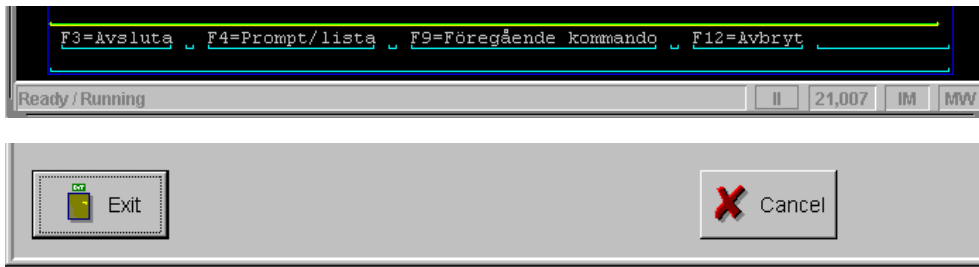 F3=Avsluta F4=Prompt/lista F9=Föregående kommando F12=Avbryt
Ready / Running II 21,007 IM MW
EXIT Exit Cancel